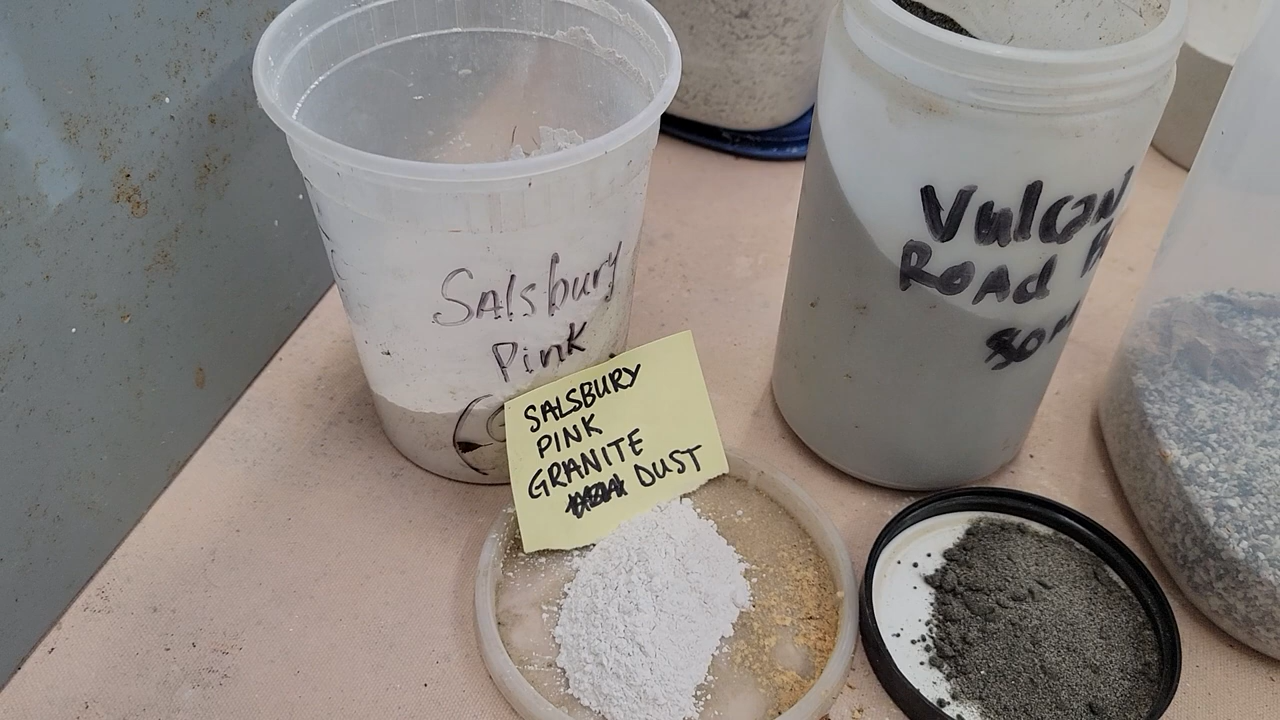 Salsbury
Pink
SALSBURY
PINK
GRANITE
DUST
Vulcan
Road